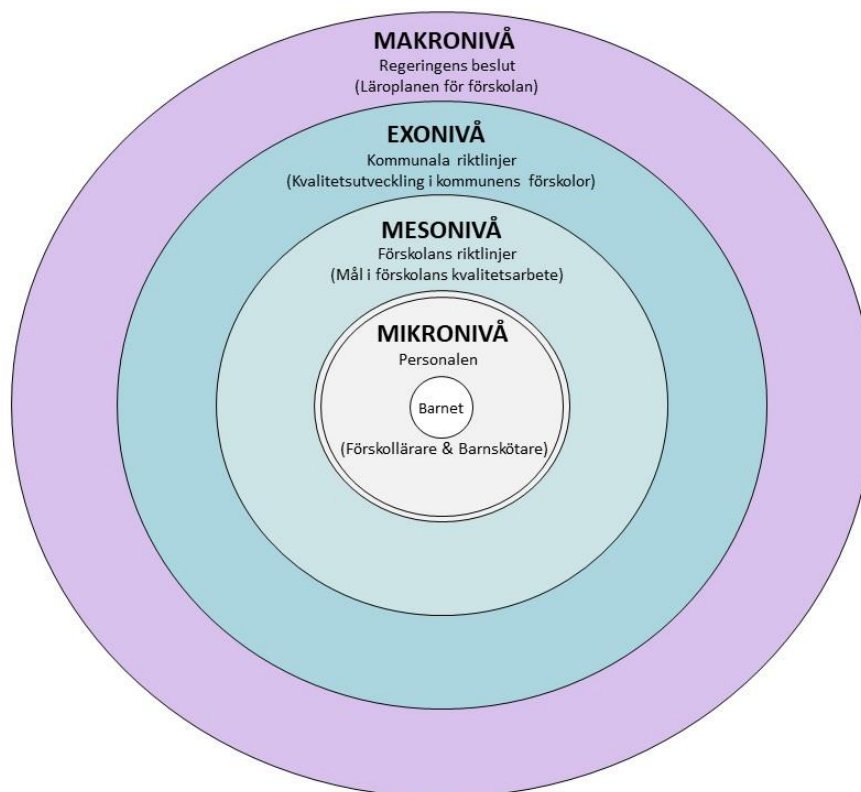 MAKRONIVÅ
Regeringens beslut
(Läroplanen för förskolan)
EXONIVÅ
Kommunala riktlinjer
(Kvalitetsutveckling i kommunens förskolor)
MESONIVÅ
Förskolans riktlinjer
(Mål i förskolans kvalitetsarbete)
MIKRONIVÅ
Personalen
Barnet
(Förskollärare & Barnskötare)